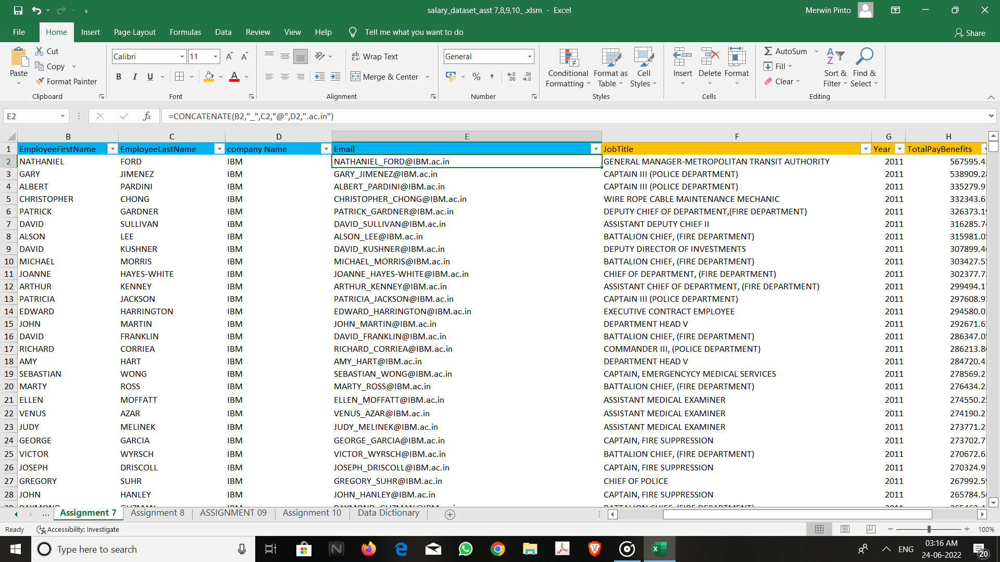 salary_dataset_asst 7,8,9,10_ .xlsm - Excel
Merwin Pinto
File Home Insert Page Layout Formulas Data Review View Help Tell me what you want to do
Share
Paste
Cut
Copy
Format Painter
Clipboard
Calibri 11
B I U
Font
Wrap Text
Merge & Center
Alignment
General
Number
Conditional Formatting
Format as Table
Cell Styles
Styles
Insert Delete Format
Cells
AutoSum
Fill
Clear
Sort & Filter
Find & Select
Editing
E2 fx =CONCATENATE(B2,"_",C2,"@",D2,".ac.in")
B C D E F G H
1 EmployeeFirstName EmployeeLastName company Name Email JobTitle Year TotalPayBenefits
2 NATHANIEL FORD IBM NATHANIEL_FORD@IBM.ac.in GENERAL MANAGER-METROPOLITAN TRANSIT AUTHORITY 2011
3 GARY JIMENEZ IBM GARY_JIMENEZ@IBM.ac.in CAPTAIN III (POLICE DEPARTMENT) 2011
4 ALBERT PARDINI IBM ALBERT_PARDINI@IBM.ac.in CAPTAIN III (POLICE DEPARTMENT) 2011
5 CHRISTOPHER CHONG IBM CHRISTOPHER_CHONG@IBM.ac.in WIRE ROPE CABLE MAINTENANCE MECHANIC 2011
6 PATRICK GARDNER IBM PATRICK_GARDNER@IBM.ac.in DEPUTY CHIEF OF DEPARTMENT,(FIRE DEPARTMENT) 2011
7 DAVID SULLIVAN IBM DAVID_SULLIVAN@IBM.ac.in ASSISTANT DEPUTY CHIEF II 2011
8 ALSON LEE IBM ALSON_LEE@IBM.ac.in BATTALION CHIEF, (FIRE DEPARTMENT) 2011
9 DAVID KUSHNER IBM DAVID_KUSHNER@IBM.ac.in DEPUTY DIRECTOR OF INVESTMENTS 2011
10 MICHAEL MORRIS IBM MICHAEL_MORRIS@IBM.ac.in BATTALION CHIEF, (FIRE DEPARTMENT) 2011
11 JOANNE HAYES-WHITE IBM JOANNE_HAYES-WHITE@IBM.ac.in CHIEF OF DEPARTMENT, (FIRE DEPARTMENT) 2011
12 ARTHUR KENNEY IBM ARTHUR_KENNEY@IBM.ac.in ASSISTANT CHIEF OF DEPARTMENT, (FIRE DEPARTMENT) 2011
13 PATRICIA JACKSON IBM PATRICIA_JACKSON@IBM.ac.in CAPTAIN III (POLICE DEPARTMENT) 2011
14 EDWARD HARRINGTON IBM EDWARD_HARRINGTON@IBM.ac.in EXECUTIVE CONTRACT EMPLOYEE 2011
15 JOHN MARTIN IBM JOHN_MARTIN@IBM.ac.in DEPARTMENT HEAD V 2011
16 DAVID FRANKLIN IBM DAVID_FRANKLIN@IBM.ac.in BATTALION CHIEF, (FIRE DEPARTMENT) 2011
17 RICHARD CORRIEA IBM RICHARD_CORRIEA@IBM.ac.in COMMANDER III, (POLICE DEPARTMENT) 2011
18 AMY HART IBM AMY_HART@IBM.ac.in DEPARTMENT HEAD V 2011
19 SEBASTIAN WONG IBM SEBASTIAN_WONG@IBM.ac.in CAPTAIN, EMERGENCYCY MEDICAL SERVICES 2011
20 MARTY ROSS IBM MARTY_ROSS@IBM.ac.in BATTALION CHIEF, (FIRE DEPARTMENT) 2011
21 ELLEN MOFFATT IBM ELLEN_MOFFATT@IBM.ac.in ASSISTANT MEDICAL EXAMINER 2011
22 VENUS AZAR IBM VENUS_AZAR@IBM.ac.in ASSISTANT MEDICAL EXAMINER 2011
23 JUDY MELINEK IBM JUDY_MELINEK@IBM.ac.in ASSISTANT MEDICAL EXAMINER 2011
24 GEORGE GARCIA IBM GEORGE_GARCIA@IBM.ac.in CAPTAIN, FIRE SUPPRESSION 2011
25 VICTOR WYRSCH IBM VICTOR_WYRSCH@IBM.ac.in BATTALION CHIEF, (FIRE DEPARTMENT) 2011
26 JOSEPH DRISCOLL IBM JOSEPH_DRISCOLL@IBM.ac.in CAPTAIN, FIRE SUPPRESSION 2011
27 GREGORY SUHR IBM GREGORY_SUHR@IBM.ac.in CHIEF OF POLICE 2011
28 JOHN HANLEY IBM JOHN_HANLEY@IBM.ac.in CAPTAIN, FIRE SUPPRESSION 2011
... Assignment 7 Assignment 8 ASSIGNMENT 09 Assignment 10 Data Dictionary
Ready Accessibility: Investigate 100%
Type here to search
ENG
03:16 AM
24-06-2022
20